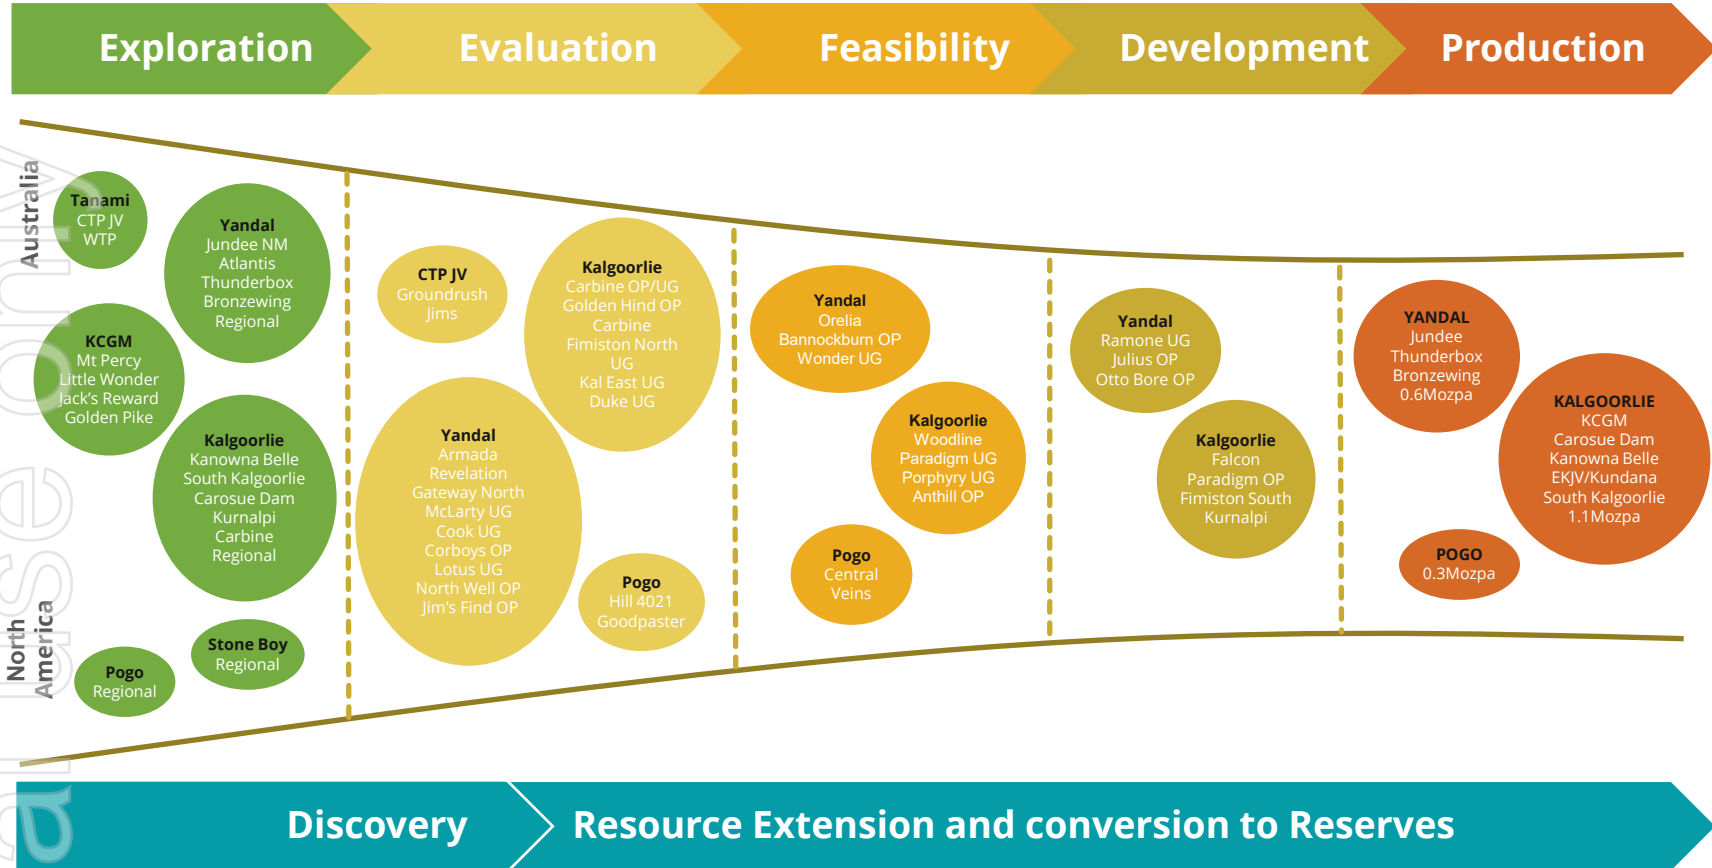 Exploration
Evaluation
Feasibility
Development
Production
Australia
North
America
Tanami
CTP JV
WTP
Yandal
Jundee NM
Atlantis
Thunderbox
Bronzewing
Regional
KCGM
Mt Percy
Little Wonder
Jack's Reward
Golden Pike
Kalgoorlie
Kanowna Belle
South Kalgoorlie
Carosue Dam
Kurnalpi
Carbine
Regional
Stone Boy
Regional
Pogo
Regional
CTP JV
Groundrush
Jims
Kalgoorlie
Carbine OP/UG
Golden Hind OP
Carbine
Fimiston North
UG
Kal East UG
Duke UG
Yandal
Armada
Revelation
Gateway North
McLarty UG
Cook UG
Corboys OP
Lotus UG
North Well OP
Jim's Find OP
Pogo
Hill 4021
Goodpaster
Yandal
Orelia
Bannockburn OP
Wonder UG
Kalgoorlie
Woodline
Paradigm UG
Porphyry UG
Anthill OP
Pogo
Central
Veins
Yandal
Ramone UG
Julius OP
Otto Bore OP
Kalgoorlie
Falcon
Paradigm OP
Fimiston South
Kurnalpi
YANDAL
Jundee
Thunderbox
Bronzewing
0.6Mozpa
KALGOORLIE
KCGM
Carosue Dam
Kanowna Belle
EKJV/Kundana
South Kalgoorlie
1.1Mozpa
POGO
0.3Mozpa
Discovery
Resource Extension and conversion to Reserves
al use only